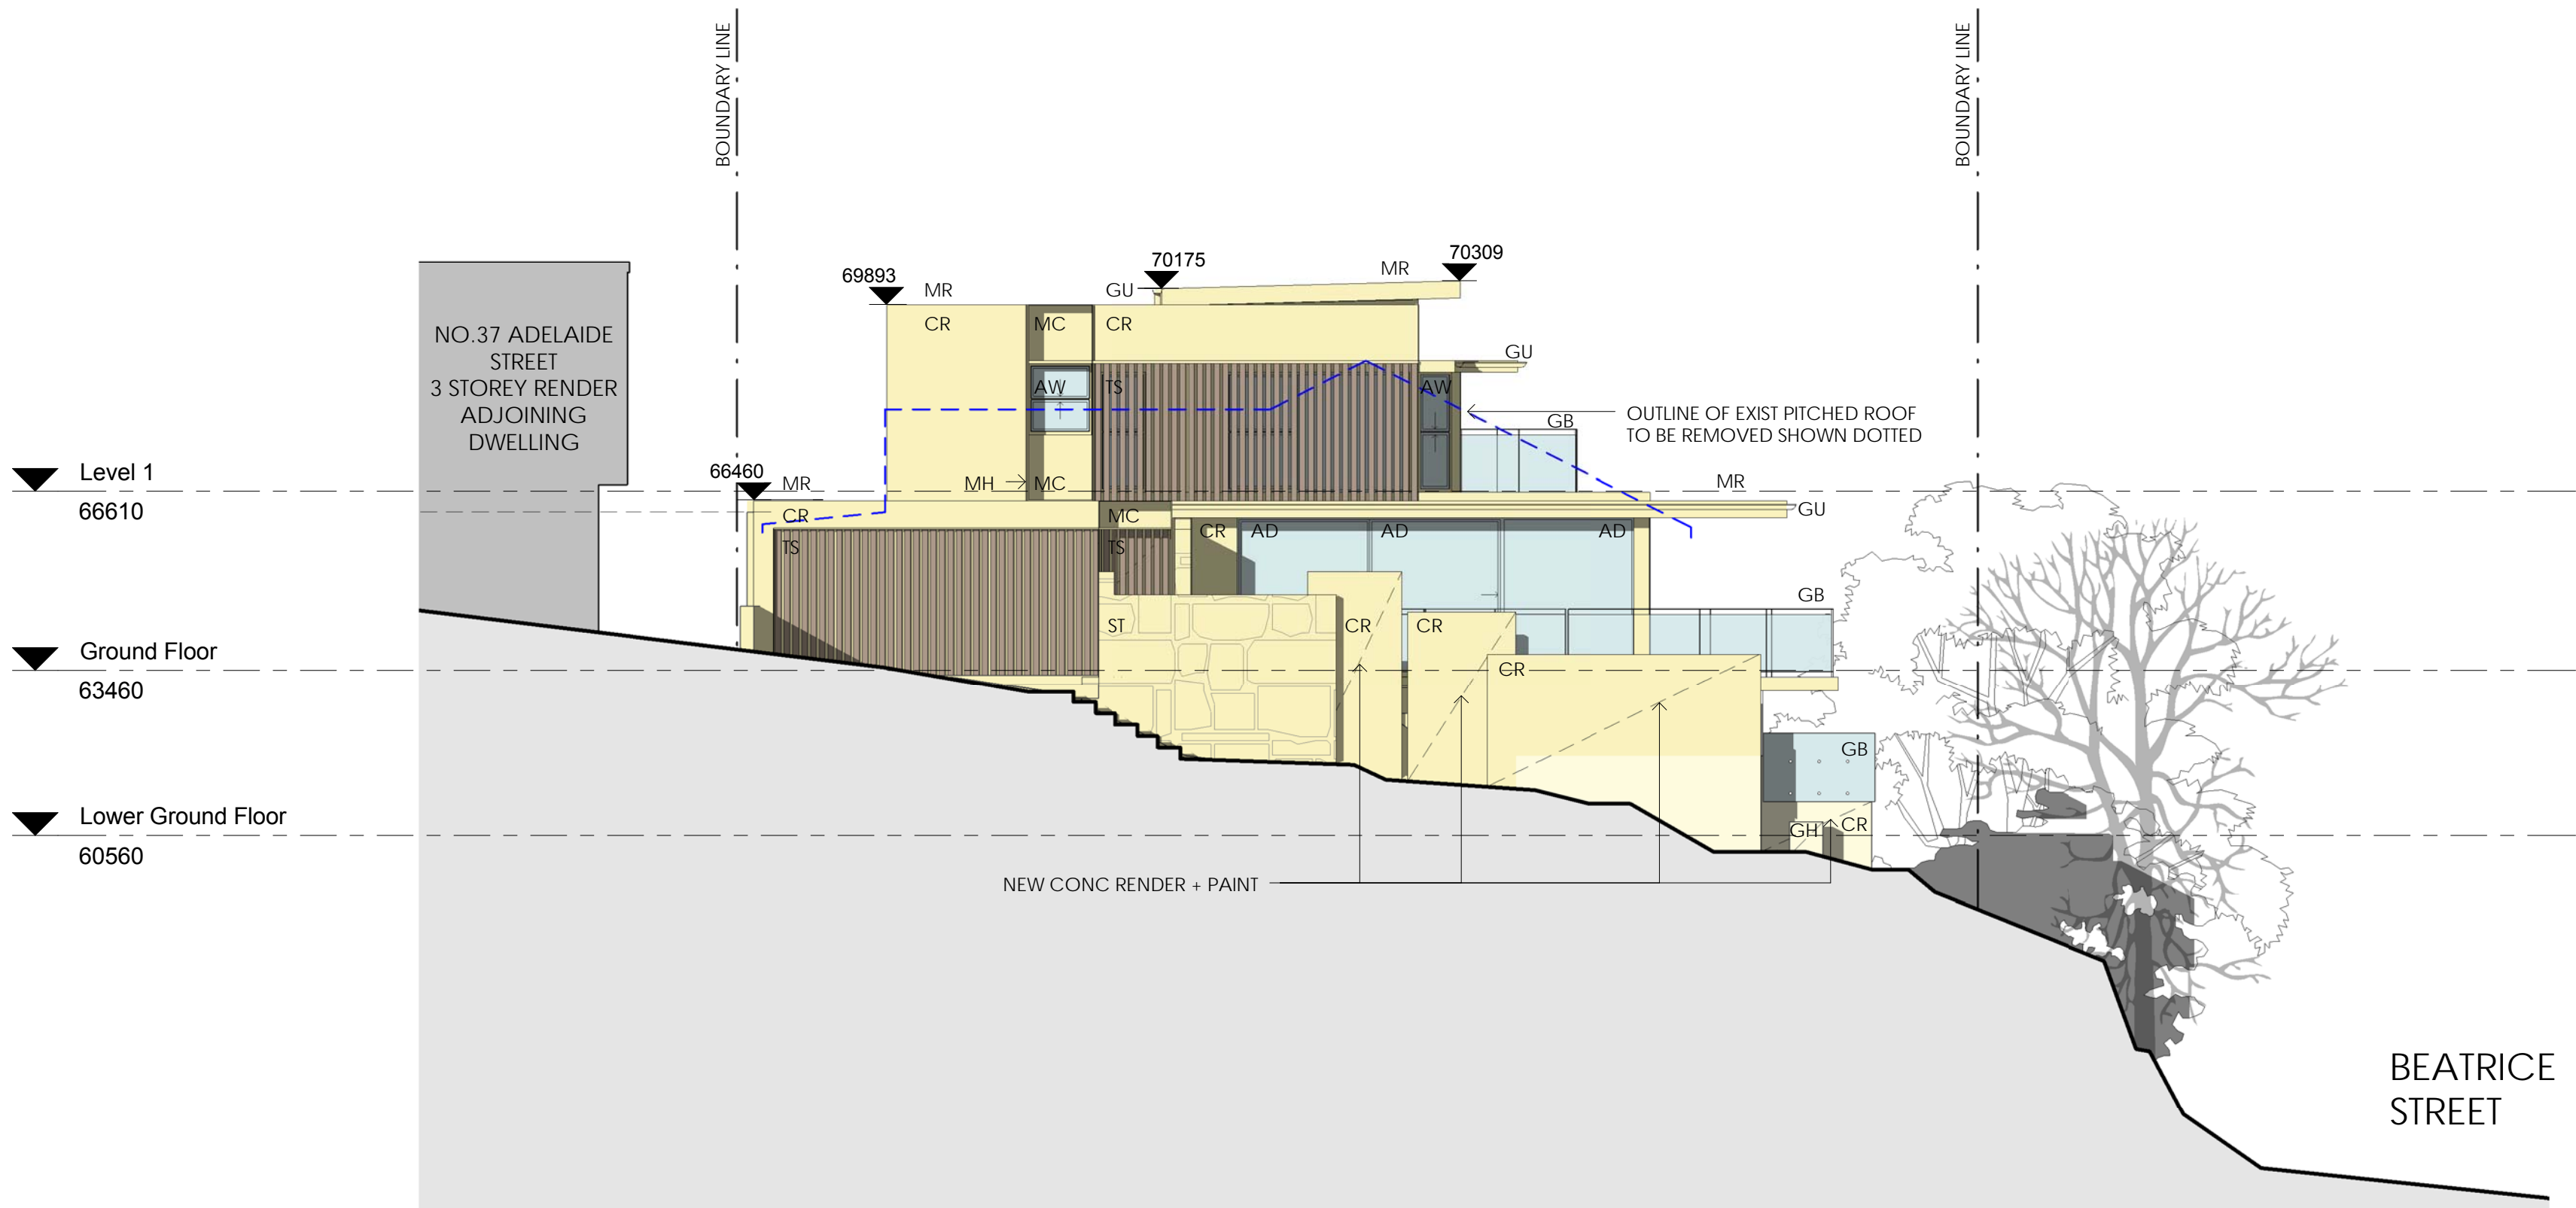 BOUNDARY LINE
BOUNDARY LINE
70309
70175
MR
69893
MR
GU
NO.37 ADELAIDE
STREET
3 STOREY RENDER
ADJOINING
DWELLING
CR
MC
CR
GU
AW
TS
AW
OUTLINE OF EXIST PITCHED ROOF
TO BE REMOVED SHOWN DOTTED
GB
Level 1
66610
66460
MR
MH
MC
MR
GU
CR
MC
TS
TS
CR
AD
AD
AD
GB
ST
CR
CR
Ground Floor
63460
CR
GB
Lower Ground Floor
60560
GH
CR
NEW CONC RENDER + PAINT
BEATRICE
STREET